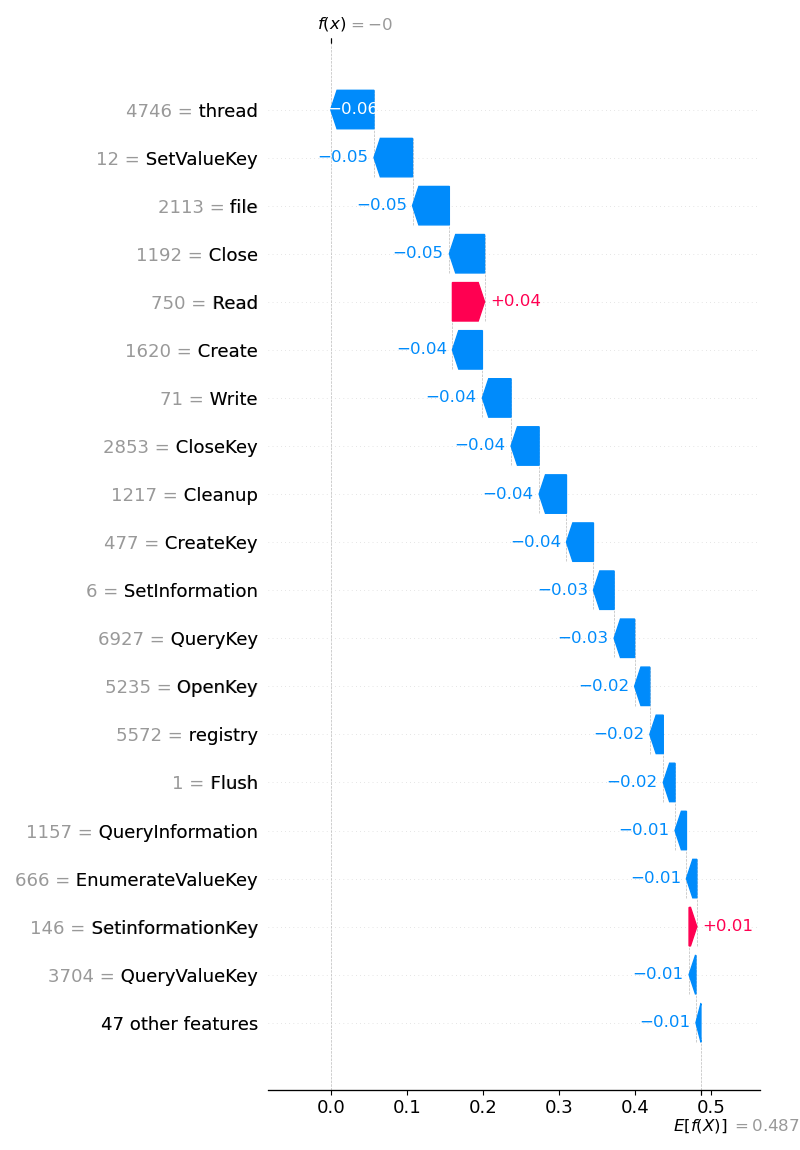 f(x) = −0
4746 = thread −0.06
12 = SetValueKey −0.05
2113 = file −0.05
1192 = Close −0.05
750 = Read +0.04
1620 = Create −0.04
71 = Write −0.04
2853 = CloseKey −0.04
1217 = Cleanup −0.04
477 = CreateKey −0.04
6 = SetInformation −0.03
6927 = QueryKey −0.03
5235 = OpenKey −0.02
5572 = registry −0.02
1 = Flush −0.02
1157 = QueryInformation −0.01
666 = EnumerateValueKey −0.01
146 = SetinformationKey +0.01
3704 = QueryValueKey −0.01
47 other features −0.01
0.0 0.1 0.2 0.3 0.4 0.5
E[f(X)] = 0.487